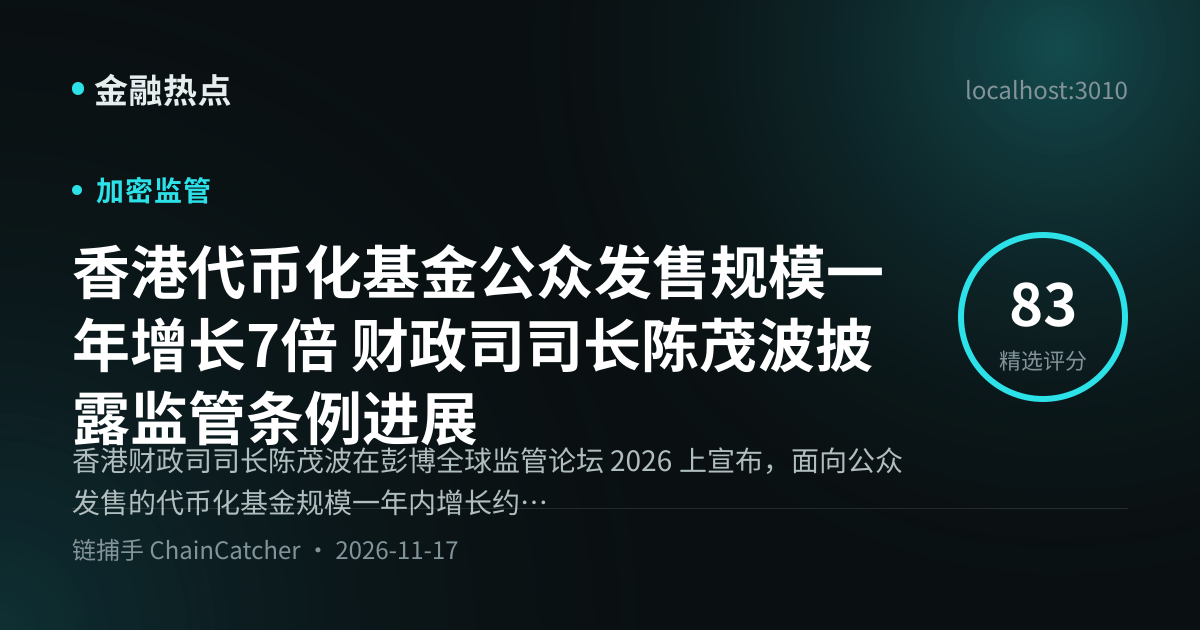 金融热点
localhost:3010
加密监管
香港代币化基金公众发售规模一
年增长7倍 财政司司长陈茂波披
露监管条例进展
83
精选评分
香港财政司司长陈茂波在彭博全球监管论坛 2026 上宣布，面向公众
发售的代币化基金规模一年内增长约…
链捕手 ChainCatcher · 2026-11-17